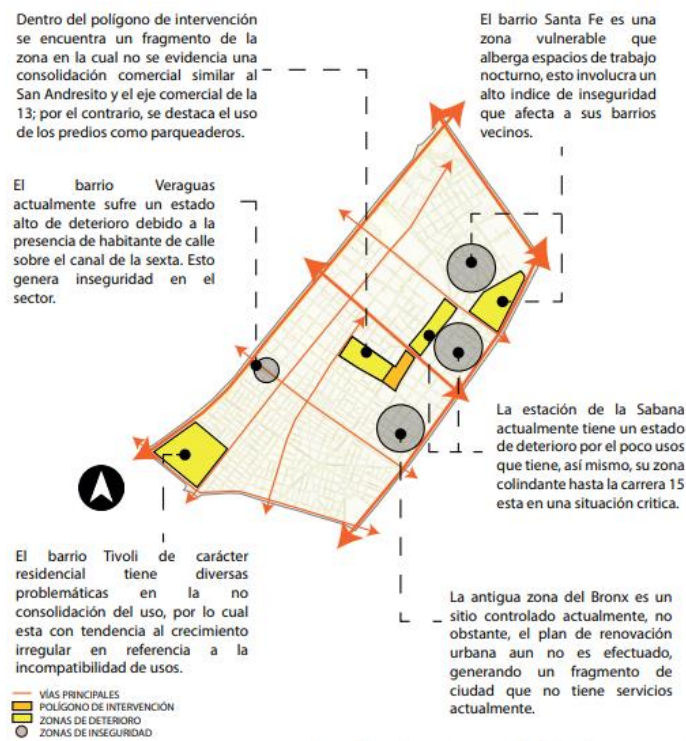 Dentro del polígono de intervención
se encuentra un fragmento de la
zona en la cual no se evidencia una
consolidación comercial similar al
San Andresito y el eje comercial de la
13; por el contrario, se destaca el uso
de los predios como parqueaderos.
El barrio Santa Fe es una
zona vulnerable que
alberga espacios de trabajo
nocturno, esto involucra un
alto indice de inseguridad
que afecta a sus barrios
vecinos.
El barrio Veraguas
actualmente sufre un estado
alto de deterioro debido a la
presencia de habitante de calle
sobre el canal de la sexta. Esto
genera inseguridad en el
sector.
La estación de la Sabana
actualmente tiene un estado
de deterioro por el poco usos
que tiene, así mismo, su zona
colindante hasta la carrera 15
esta en una situación critica.
El barrio Tivoli de carácter
residencial tiene diversas
problemáticas en la no
consolidación del uso, por lo cual
esta con tendencia al crecimiento
irregular en referencia a la
incompatibilidad de usos.
La antigua zona del Bronx es un
sitio controlado actualmente, no
obstante, el plan de renovación
urbana aun no es efectuado,
generando un fragmento de
ciudad que no tiene servicios
actualmente.
VÍAS PRINCIPALES
POLÍGONO DE INTERVENCIÓN
ZONAS DE DETERIORO
ZONAS DE INSEGURIDAD